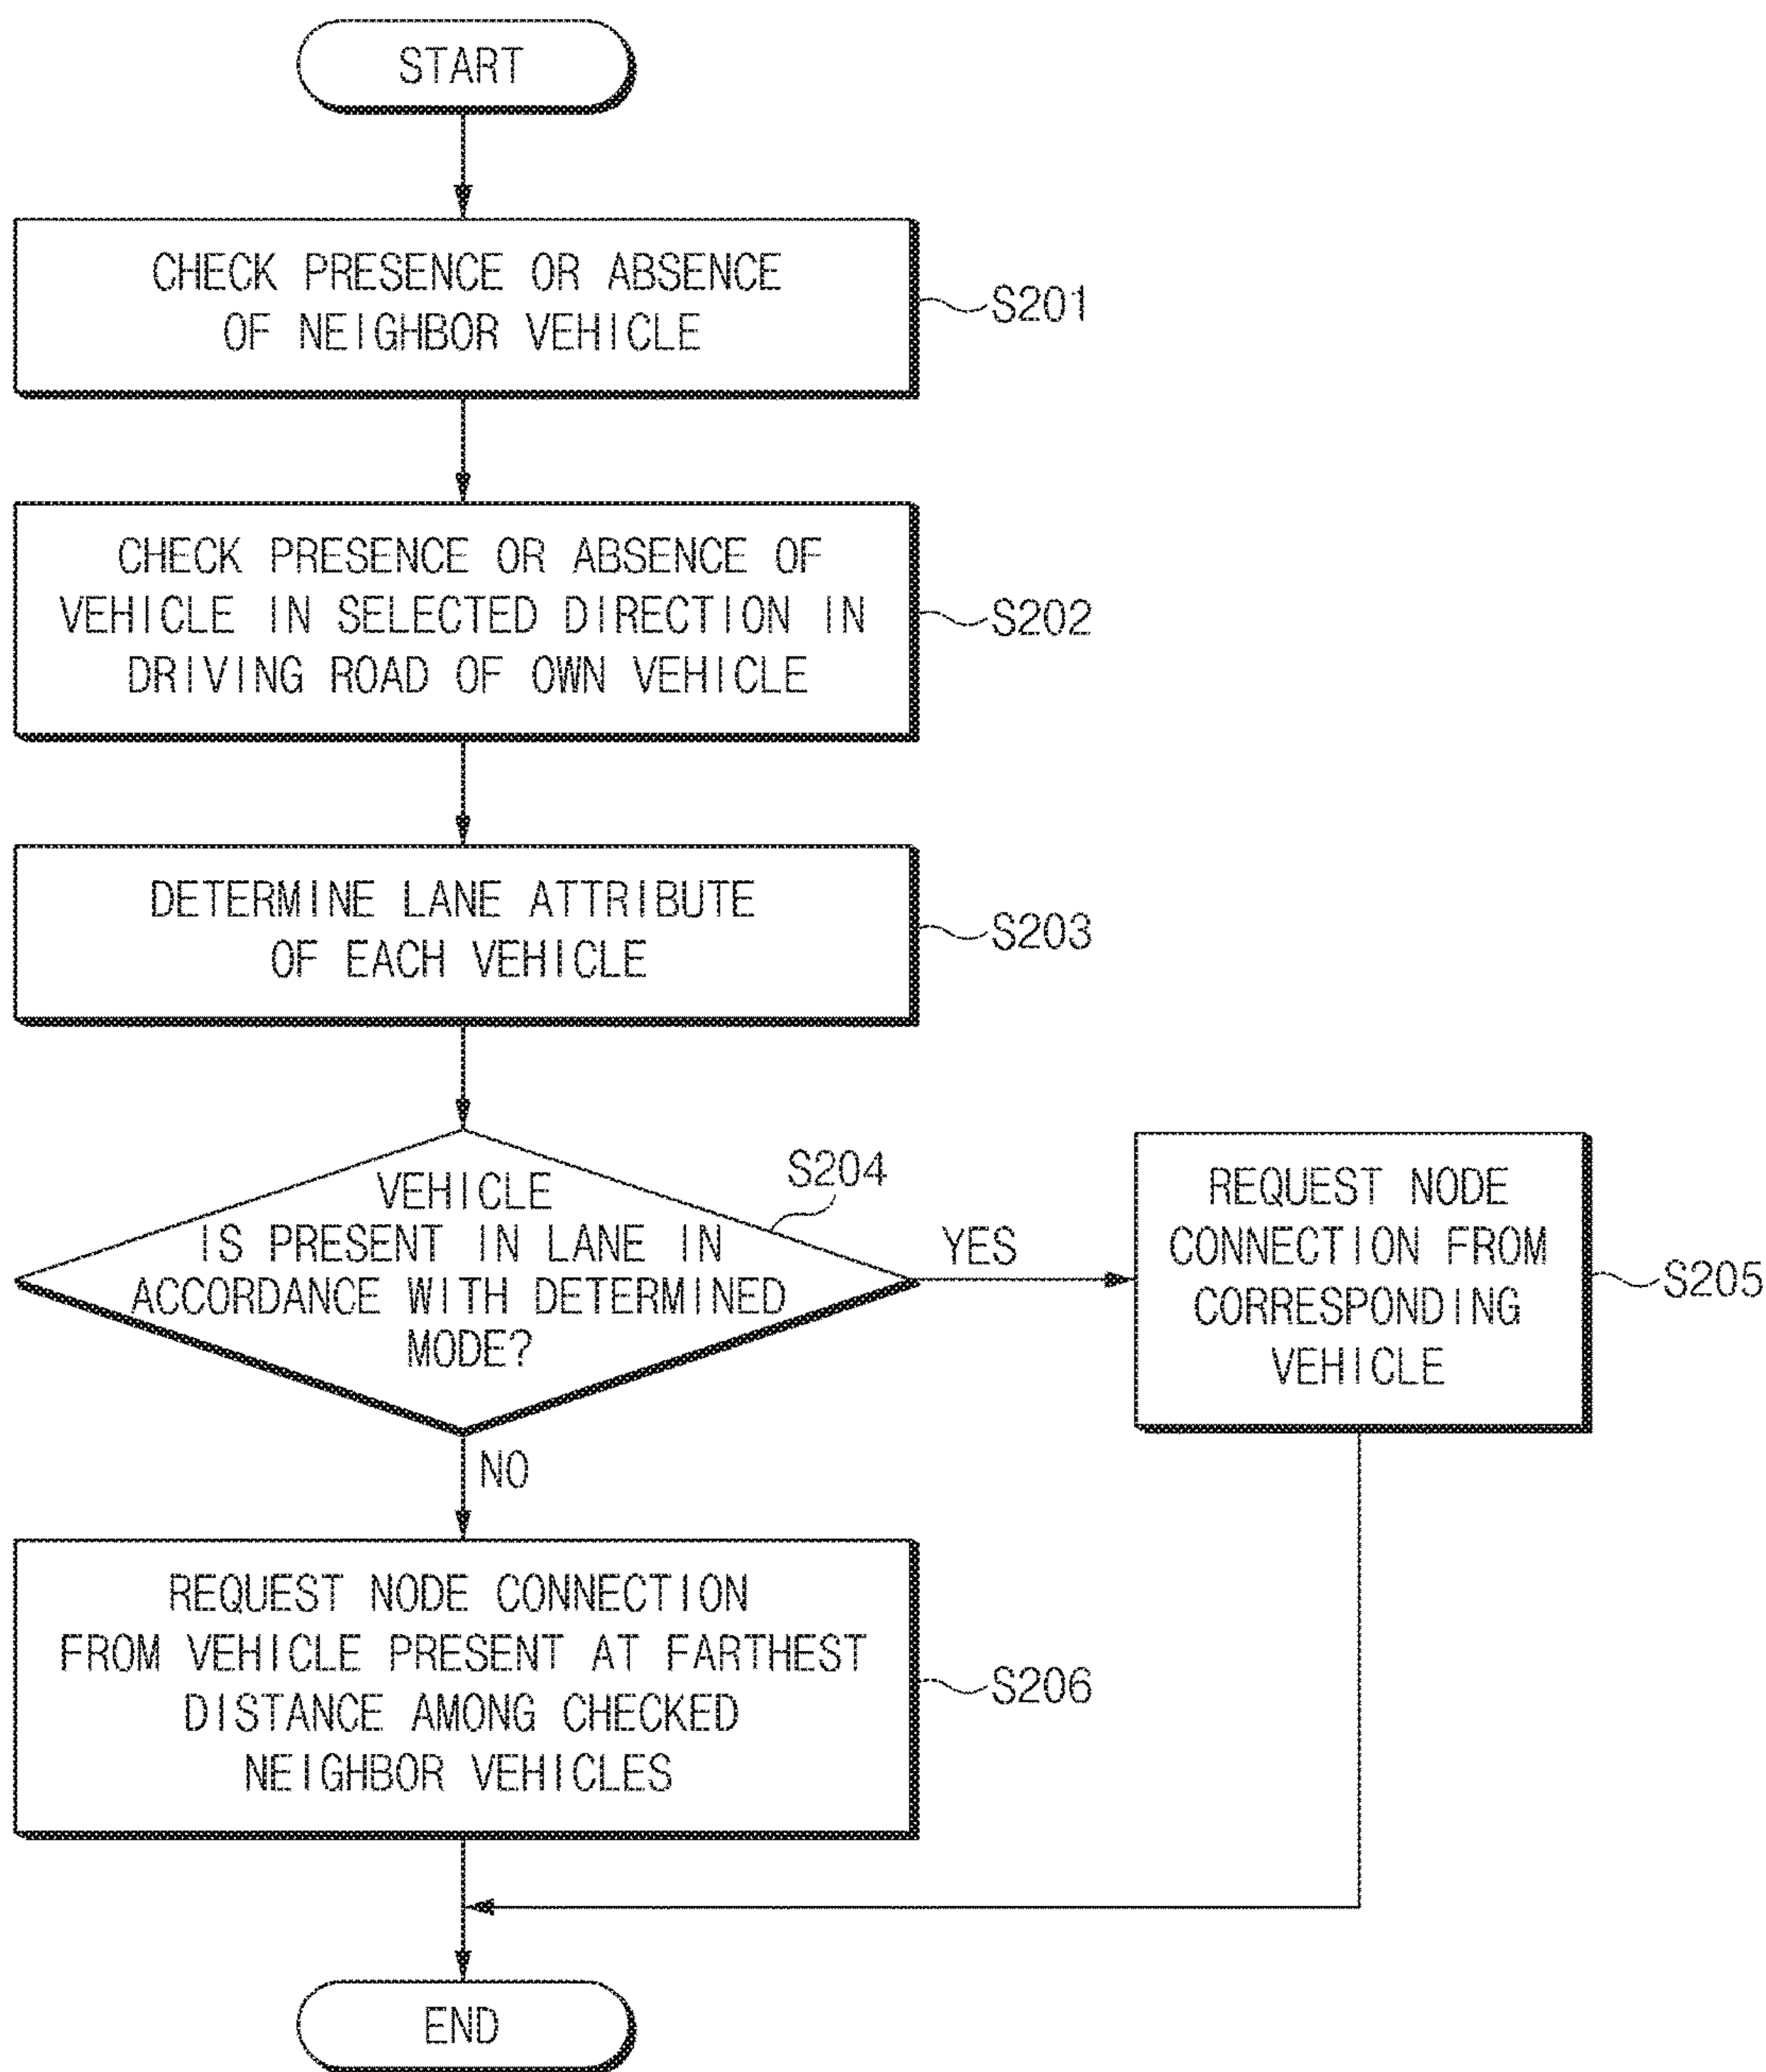 START
CHECK PRESENCE OR ABSENCE
OF NEIGHBOR VEHICLE
S201
CHECK PRESENCE OR ABSENCE OF
VEHICLE IN SELECTED DIRECTION IN
DRIVING ROAD OF OWN VEHICLE
S202
DETERMINE LANE ATTRIBUTE
OF EACH VEHICLE
S203
VEHICLE
IS PRESENT IN LANE IN
ACCORDANCE WITH DETERMINED
MODE?
S204
YES
REQUEST NODE
CONNECTION FROM
CORRESPONDING
VEHICLE
S205
NO
REQUEST NODE CONNECTION
FROM VEHICLE PRESENT AT FARTHEST
DISTANCE AMONG CHECKED
NEIGHBOR VEHICLES
S206
END